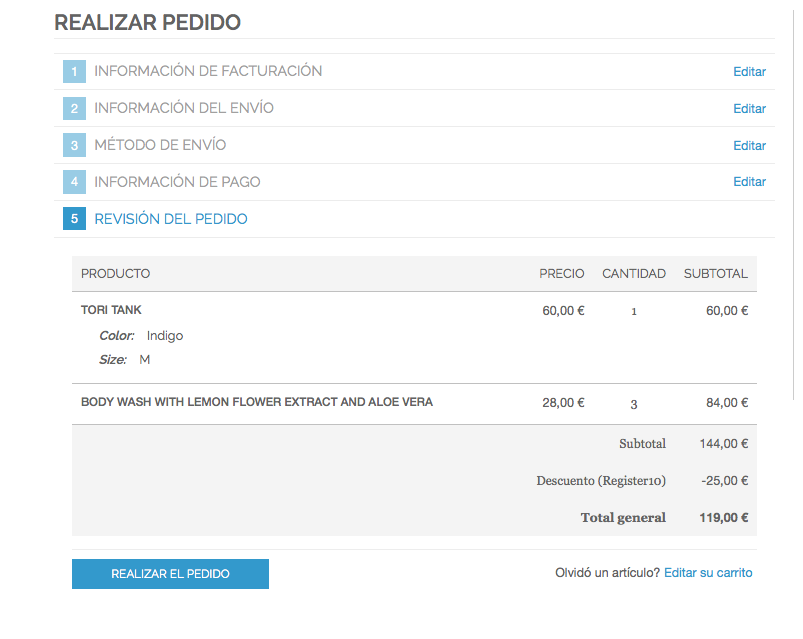 REALIZAR PEDIDO
1 INFORMACIÓN DE FACTURACIÓN Editar
2 INFORMACIÓN DEL ENVÍO Editar
3 MÉTODO DE ENVÍO Editar
4 INFORMACIÓN DE PAGO Editar
5 REVISIÓN DEL PEDIDO
PRODUCTO PRECIO CANTIDAD SUBTOTAL
TORI TANK 60,00 € 1 60,00 €
Color: Indigo
Size: M
BODY WASH WITH LEMON FLOWER EXTRACT AND ALOE VERA 28,00 € 3 84,00 €
Subtotal 144,00 €
Descuento (Register10) -25,00 €
Total general 119,00 €
REALIZAR EL PEDIDO Olvidó un artículo? Editar su carrito